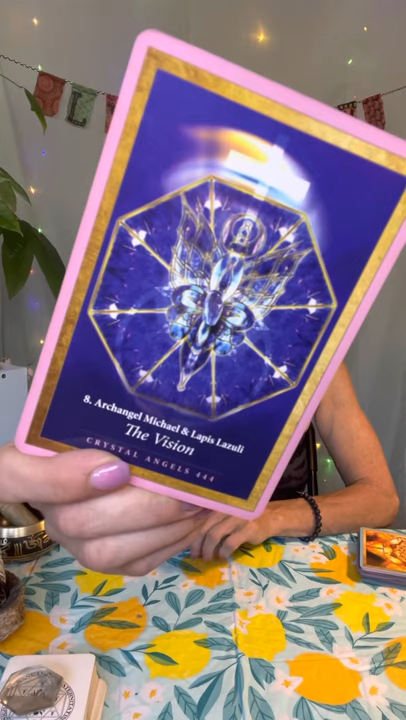 8. Archangel Michael & Lapis Lazuli
The Vision
CRYSTAL ANGELS 444